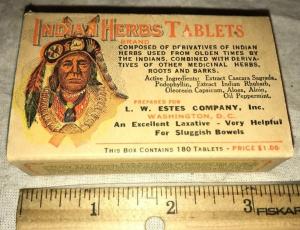 INDIAN HERBS TABLETS
BRAND
COMPOSED OF DERIVATIVES OF INDIAN
HERBS USED FROM OLDEN TIMES BY
THE INDIANS, COMBINED WITH DERIVA-
TIVES OF OTHER MEDICINAL HERBS,
ROOTS AND BARKS.
Active Ingredients: Extract Cascara Sagrada,
Podophyllin, Extract Indian Rhubarb,
Oleoresin Capsicum, Aloes, Aloin,
Oil Peppermint.
PREPARED FOR
L. W. ESTES COMPANY, Inc.
WASHINGTON, D. C.
An Excellent Laxative - Very Helpful
For Sluggish Bowels
THIS BOX CONTAINS 180 TABLETS - PRICE $1.00
1 2 3 FISKAR